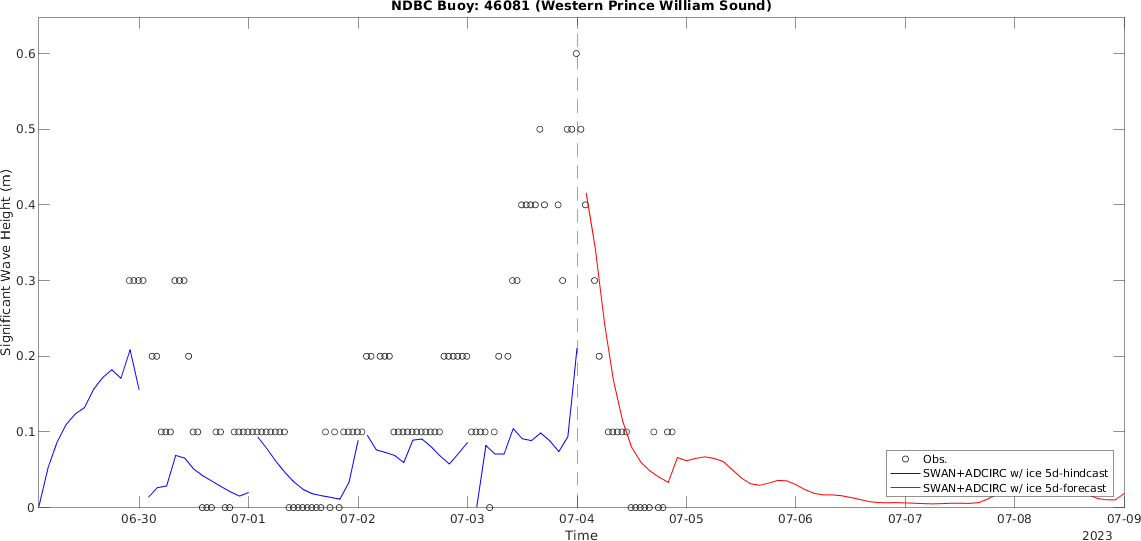 NDBC Buoy: 46081 (Western Prince William Sound)
Significant Wave Height (m)
0.6
0.5
0.4
0.3
0.2
0.1
0
Obs.
SWAN+ADCIRC w/ ice 5d-hindcast
SWAN+ADCIRC w/ ice 5d-forecast
06-30 07-01 07-02 07-03 07-04 07-05 07-06 07-07 07-08 07-09
Time
2023